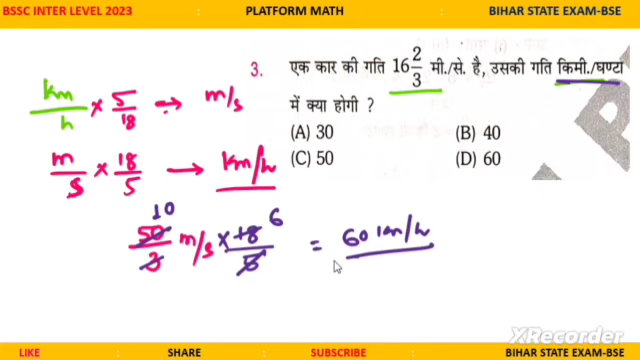 BSSC INTER LEVEL 2023 PLATFORM MATH BIHAR STATE EXAM-BSE
3. एक कार की गति 16 2/3 मी./से. है, उसकी गति किमी./घण्टा
में क्या होगी ?
(A) 30 (B) 40
(C) 50 (D) 60
km/h × 5/18 → m/s
m/s × 18/5 → km/h
10 6
50/3 m/s × 18/5 = 60 km/h
XRecorder
LIKE SHARE SUBSCRIBE BIHAR STATE EXAM-BSE